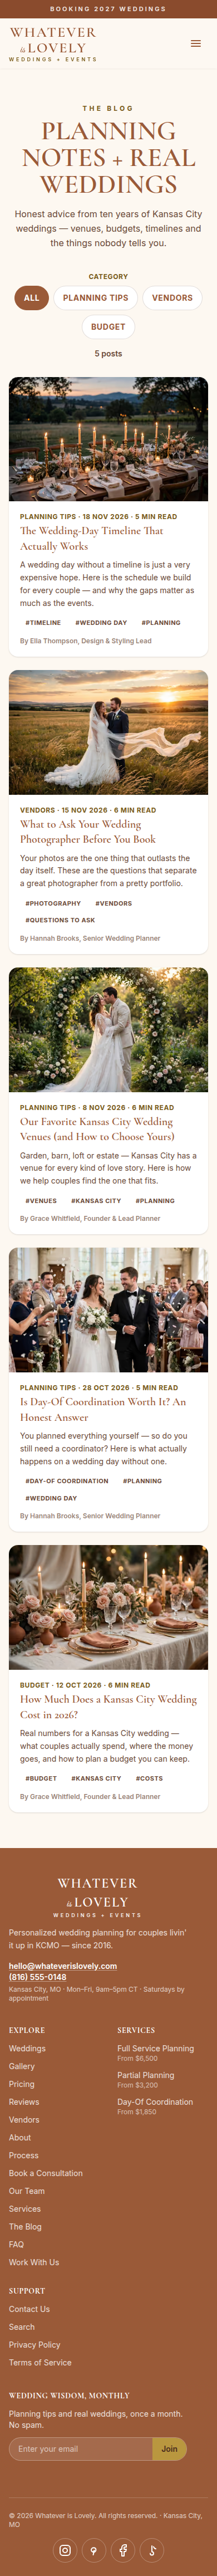 BOOKING 2027 WEDDINGS
WHATEVER
is LOVELY
WEDDINGS + EVENTS
THE BLOG
PLANNING
NOTES + REAL
WEDDINGS
Honest advice from ten years of Kansas City
weddings — venues, budgets, timelines, and
the things nobody tells you.
CATEGORY
ALL
PLANNING TIPS
VENDORS
BUDGET
5 posts
PLANNING TIPS · 18 NOV 2026 · 5 MIN READ
The Wedding-Day Timeline That
Actually Works
A wedding day without a timeline is just a very
expensive hope. Here is the schedule we build
for every couple — and why the gaps matter as
much as the events.
#TIMELINE #WEDDING DAY #PLANNING
By Ella Thompson, Design & Styling Lead
VENDORS · 15 NOV 2026 · 6 MIN READ
What to Ask Your Wedding
Photographer Before You Book
Your photos are the one thing that outlasts the
day itself. These are the questions that separate
a great photographer from a pretty portfolio.
#PHOTOGRAPHY #VENDORS
#QUESTIONS TO ASK
By Hannah Brooks, Senior Wedding Planner
PLANNING TIPS · 8 NOV 2026 · 6 MIN READ
Our Favorite Kansas City Wedding
Venues (and How to Choose Yours)
Garden, barn, loft or estate — Kansas City has a
venue for every kind of love story. Here is how
we help couples find the one that fits.
#VENUES #KANSAS CITY #PLANNING
By Grace Whitfield, Founder & Lead Planner
PLANNING TIPS · 28 OCT 2026 · 5 MIN READ
Is Day-Of Coordination Worth It? An
Honest Answer
You planned everything yourself — so do you
still need a coordinator? Here is what actually
happens on a wedding day without one.
#DAY-OF COORDINATION #PLANNING
#WEDDING DAY
By Hannah Brooks, Senior Wedding Planner
BUDGET · 12 OCT 2026 · 6 MIN READ
How Much Does a Kansas City Wedding
Cost in 2026?
Real numbers for a Kansas City wedding —
what couples actually spend, where the money
goes, and how to plan a budget you can keep.
#BUDGET #KANSAS CITY #COSTS
By Grace Whitfield, Founder & Lead Planner
WHATEVER
is LOVELY
WEDDINGS + EVENTS
Personalized wedding planning for couples livin'
it up in KCMO — since 2016.
hello@whateverislovely.com
(816) 555-0148
Kansas City, MO · Mon–Fri, 9am–5pm CT · Saturdays by
appointment
EXPLORE
Weddings
Gallery
Pricing
Reviews
Vendors
About
Process
Book a Consultation
Our Team
Services
The Blog
FAQ
Work With Us
SERVICES
Full Service Planning
From $6,500
Partial Planning
From $3,200
Day-Of Coordination
From $1,850
SUPPORT
Contact Us
Search
Privacy Policy
Terms of Service
WEDDING WISDOM, MONTHLY
Planning tips and real weddings, once a month.
No spam.
Enter your email
Join
© 2026 Whatever Is Lovely. All rights reserved. · Kansas City,
MO